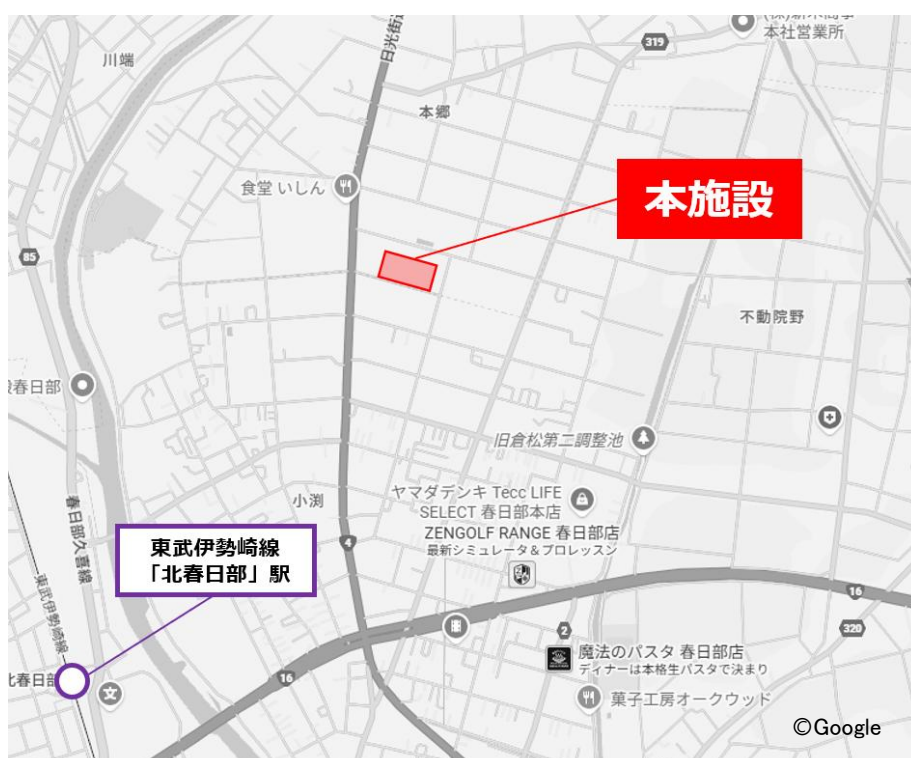 本社営業所
319
川端
日光街道
本郷
食堂 いしん
本施設
85
不動院野
春日部
旧倉松第二調整池
ヤマダデンキ Tecc LIFE
SELECT 春日部本店
ZENGOLF RANGE 春日部店
最新シミュレータ＆プロレッスン
小渕
春日部久喜線
東武伊勢崎線
「北春日部」駅
4
16
東武伊勢崎線
2
320
魔法のパスタ 春日部店
ディナーは本格生パスタで決まり
北春日部
文
16
菓子工房オークウッド
©Google